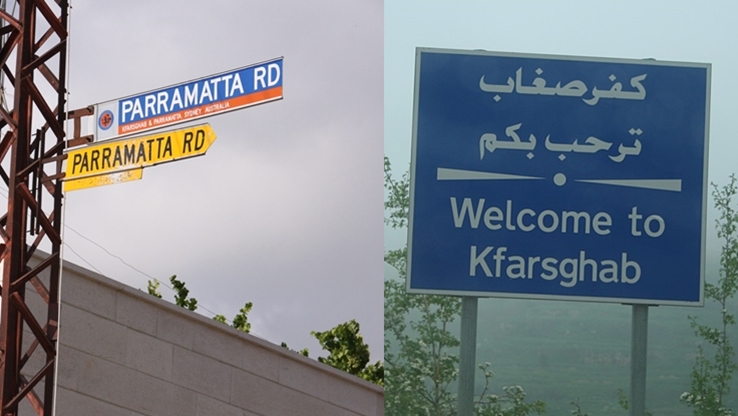 PARRAMATTA RD
KFARSGHAB & PARRAMATTA SYDNEY AUSTRALIA
PARRAMATTA RD
كفرصغاب
ترحب بكم
Welcome to
Kfarsghab